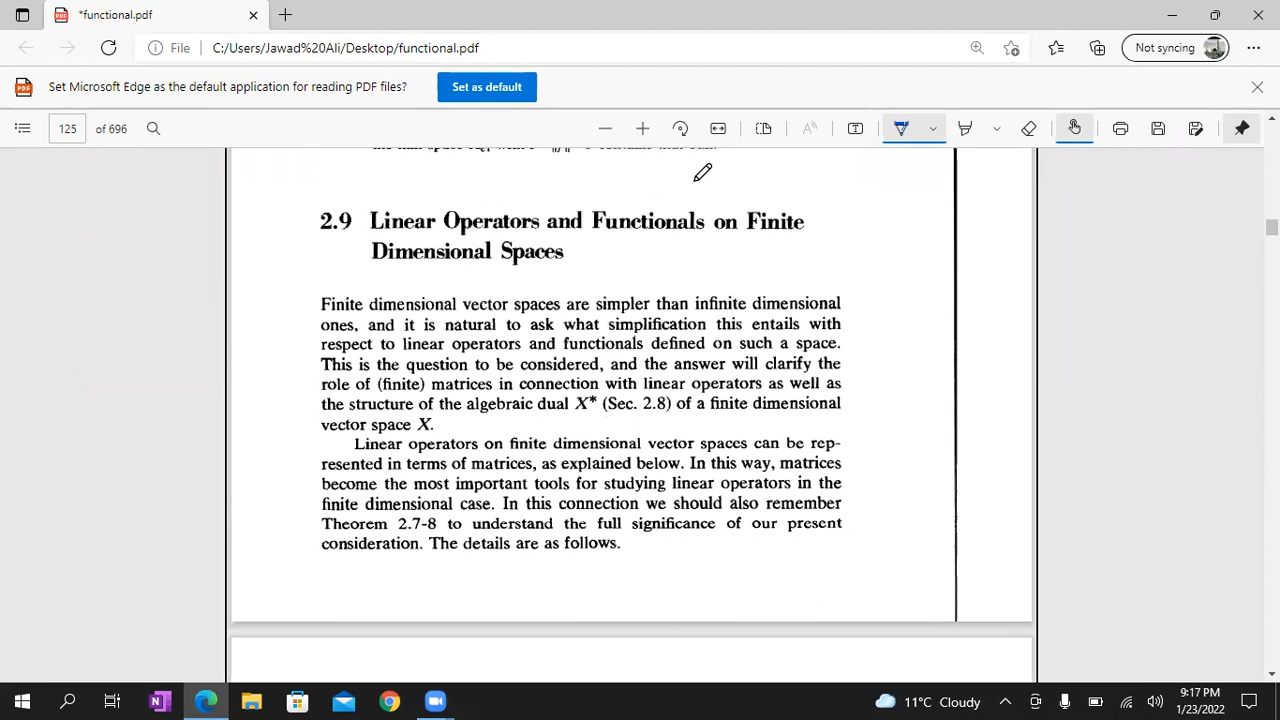 *functional.pdf
File C:/Users/Jawad%20Ali/Desktop/functional.pdf
Not syncing
Set Microsoft Edge as the default application for reading PDF files? Set as default
125 of 696
2.9 Linear Operators and Functionals on Finite
Dimensional Spaces
Finite dimensional vector spaces are simpler than infinite dimensional
ones, and it is natural to ask what simplification this entails with
respect to linear operators and functionals defined on such a space.
This is the question to be considered, and the answer will clarify the
role of (finite) matrices in connection with linear operators as well as
the structure of the algebraic dual X* (Sec. 2.8) of a finite dimensional
vector space X.
Linear operators on finite dimensional vector spaces can be rep-
resented in terms of matrices, as explained below. In this way, matrices
become the most important tools for studying linear operators in the
finite dimensional case. In this connection we should also remember
Theorem 2.7-8 to understand the full significance of our present
consideration. The details are as follows.
11°C Cloudy
9:17 PM
1/23/2022